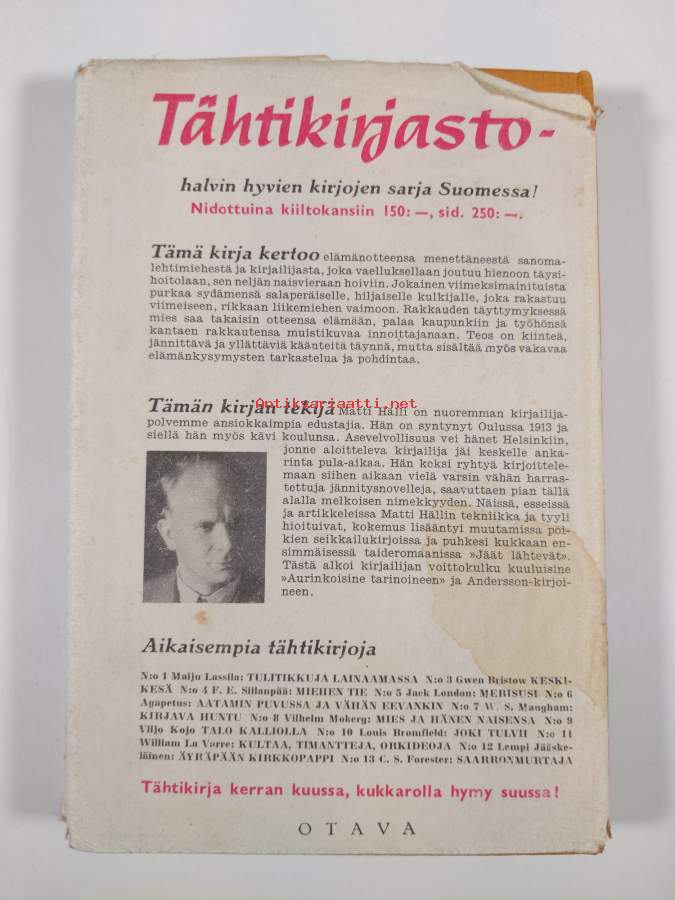 Tähtikirjasto-
halvin hyvien kirjojen sarja Suomessa!
Nidottuina kiiltokansiin 150: —, sid. 250: —.
Tämä kirja kertoo elämänotteensa menettäneestä sanoma-
lehtimiehestä ja kirjailijasta, joka vaelluksellaan joutuu hienoon täysi-
hoitolaan, sen neljän naisvieraan hoiviin. Jokainen viimeksimainituista
purkaa sydämensä salaperäiselle, hiljaiselle kulkijalle, joka rakastuu
viimeiseen, rikkaan liikemiehen vaimoon. Rakkauden täyttymyksessä
mies saa takaisin otteensa elämään, palaa kaupunkiin ja työhönsä
kantaen rakkautensa muistikuvaa innoittajanaan. Teos on kiinteä,
jännittävä ja yllättäviä käänteitä täynnä, mutta sisältää myös vakavaa
elämänkysymysten tarkastelua ja pohdintaa.
Antikvariaatti.net
Tämän kirjan tekijä Matti Hälli on nuoremman kirjailija-
polvemme ansiokkaimpia edustajia. Hän on syntynyt Oulussa 1913 ja
siellä hän myös kävi koulunsa. Asevelvollisuus vei hänet Helsinkiin,
jonne aloitteleva kirjailija jäi keskelle anka-
rinta pula-aikaa. Hän koksi ryhtyä kirjoittele-
maan siihen aikaan vielä varsin vähän harras-
tettuja jännitysnovelleja, saavuttaen pian tällä
alalla melkoisen nimekkyyden. Näissä, esseissä
ja artikkeleissa Matti Hällin tekniikka ja tyyli
hioituivat, kokemus lisääntyi muutamissa poi-
kien seikkailukirjoissa ja puhkesi kukkaan en-
simmäisessä taideromaanissa »Jäät lähtevät».
Tästä alkoi kirjailijan voittokulku kuuluisine
»Aurinkoisine tarinoineen» ja Andersson-kirjoi-
neen.
Aikaisempia tähtikirjoja
N:o 1 Maiju Lassila: TULITIKKUJA LAINAAMASSA N:o 3 Gwen Bristow KESKI-
KESÄ N:o 4 F. E. Sillanpää: MIEHEN TIE N:o 5 Jack London: MERISUSI N:o 6
Agapetus: AATAMIN PUVUSSA JA VÄHÄN EEVANKIN N:o 7 W. S. Maugham:
KIRJAVA HUNTU N:o 8 Vilhelm Moberg: MIES JA HÄNEN NAISENSA N:o 9
Viljo Kojo TALO KALLIOLLA N:o 10 Louis Bromfield: JOKI TULVII N:o 11
William La Varre: KULTAA, TIMANTTEJA, ORKIDEOJA N:o 12 Lempi Jääske-
läinen: ÄYRÄPÄÄN KIRKKOPAPPI N:o 13 C. S. Forester: SAARRONMURTAJA
Tähtikirja kerran kuussa, kukkarolla hymy suussa!
OTAVA